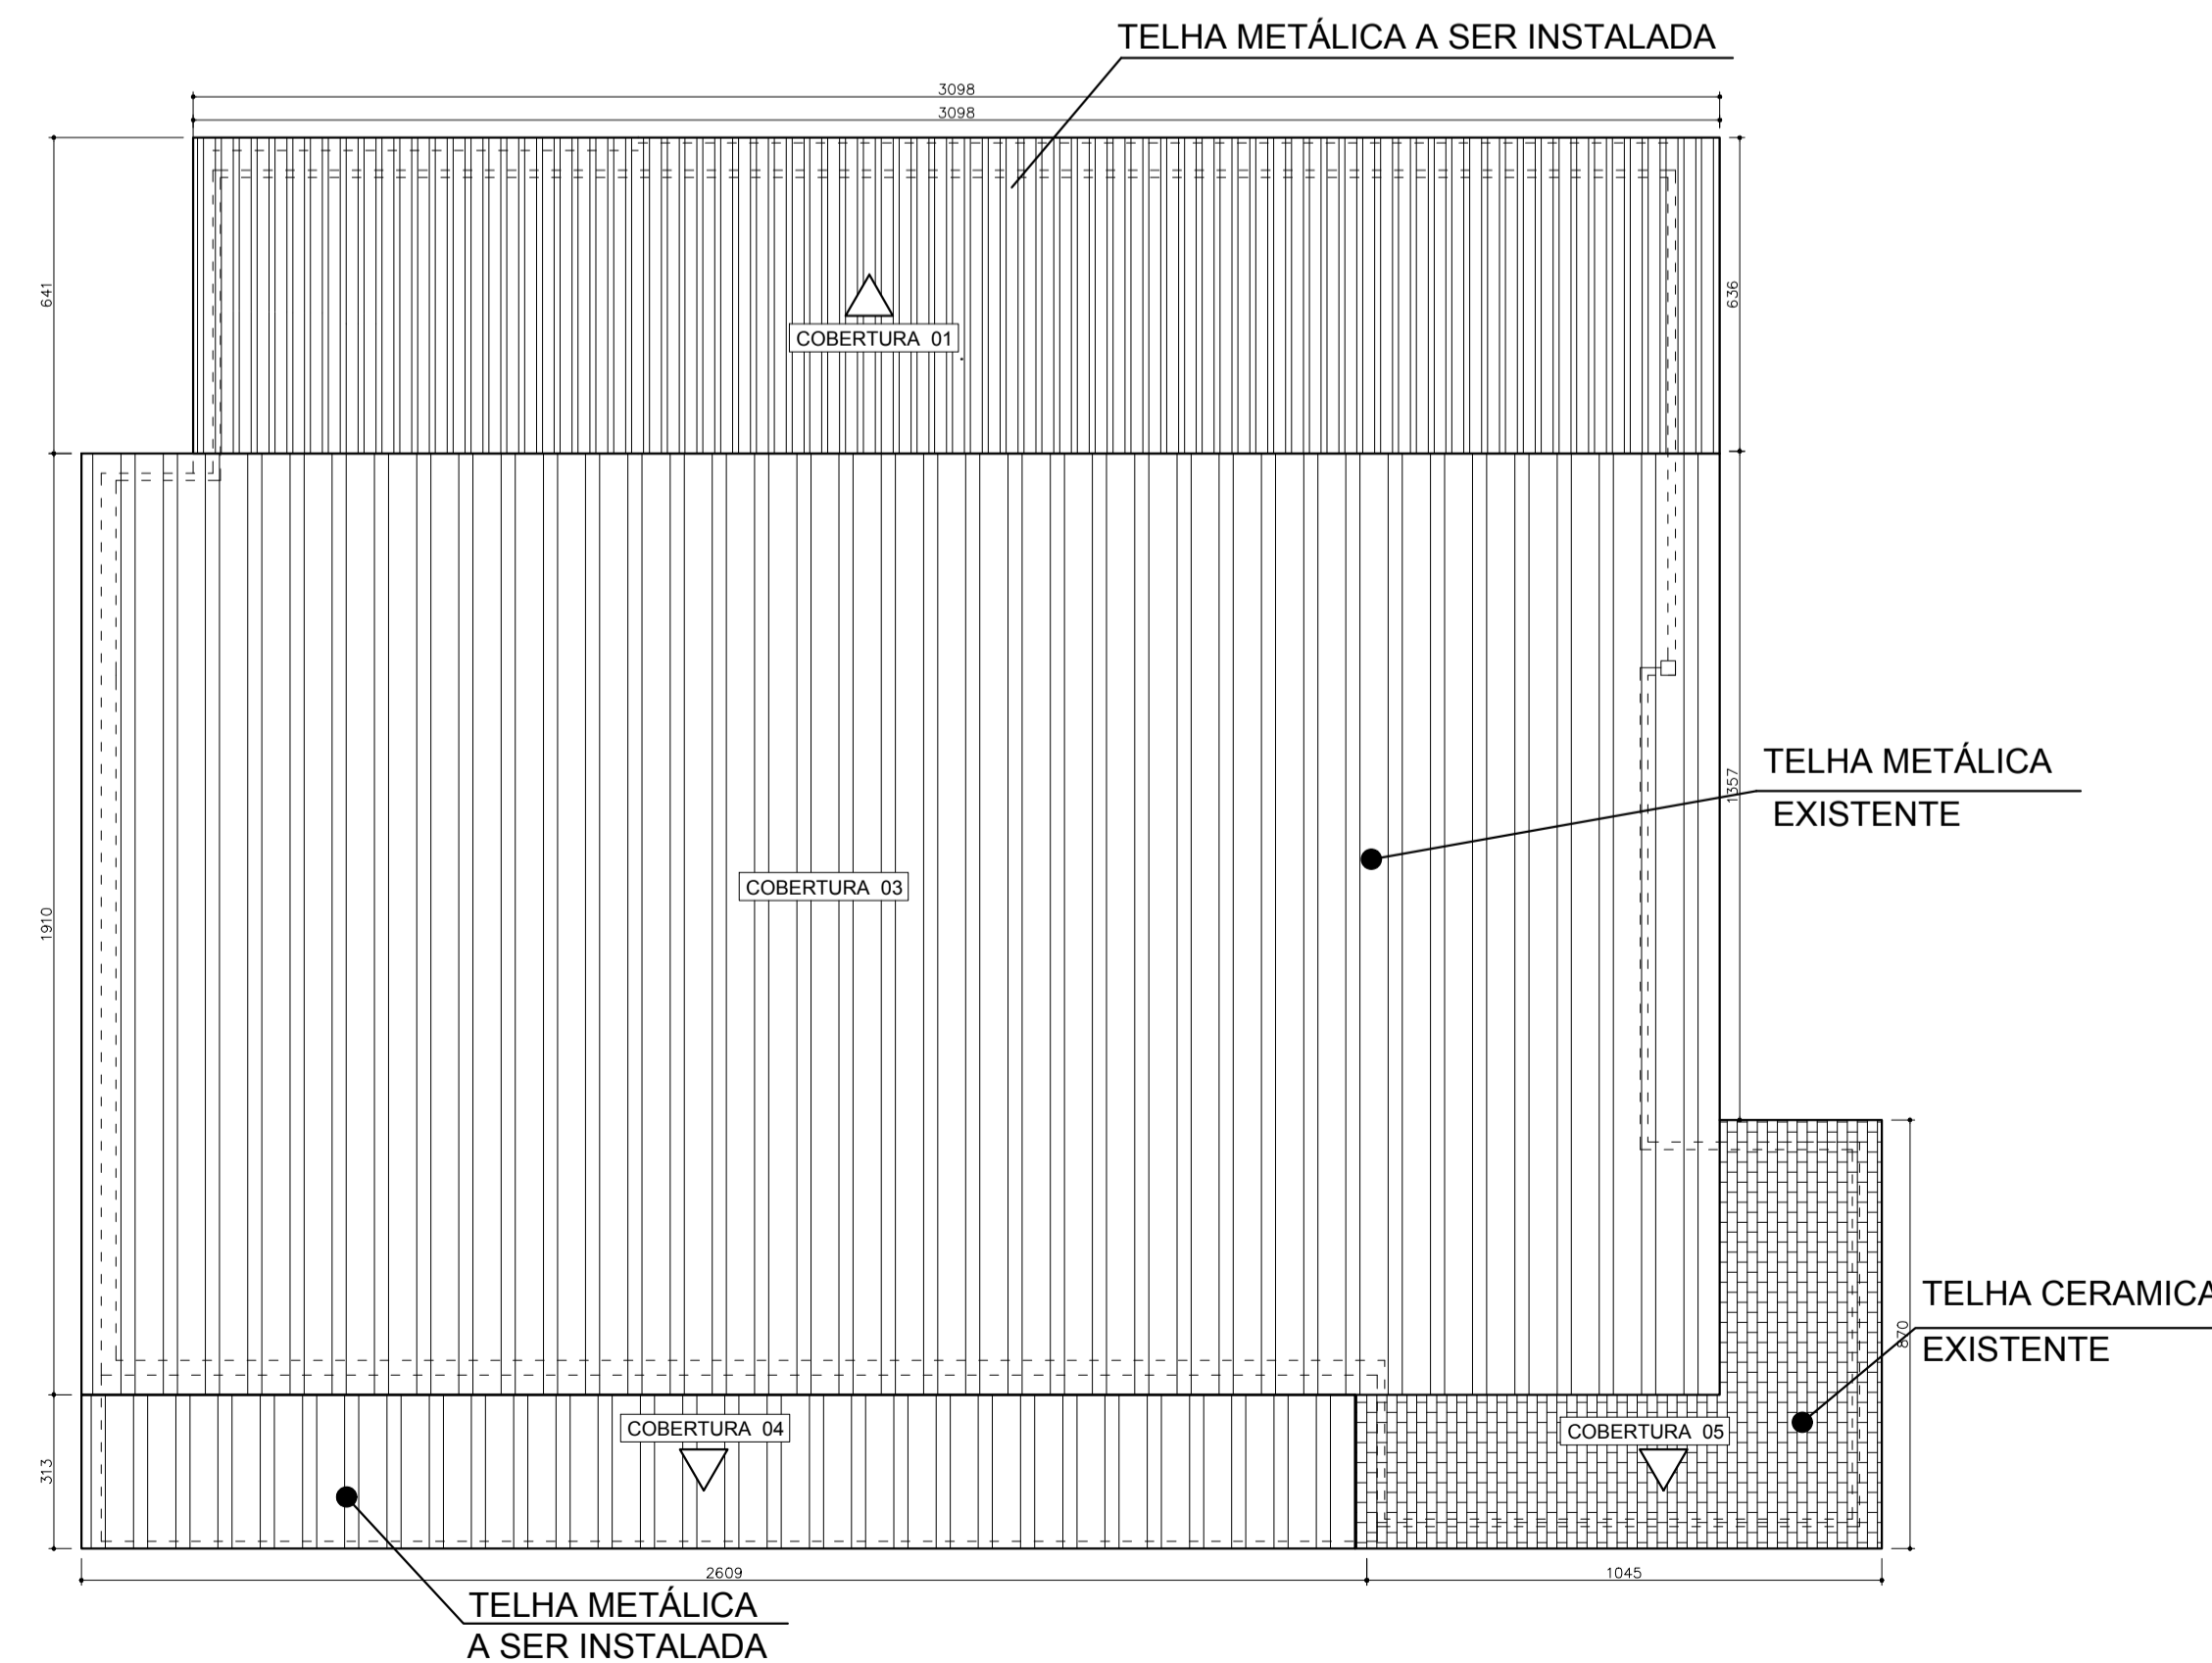 TELHA METÁLICA A SER INSTALADA
3098
3098
641
636
COBERTURA 01
TELHA METÁLICA
EXISTENTE
1357
COBERTURA 03
1910
TELHA CERAMICA
EXISTENTE
870
COBERTURA 04
COBERTURA 05
313
2609
1045
TELHA METÁLICA
A SER INSTALADA